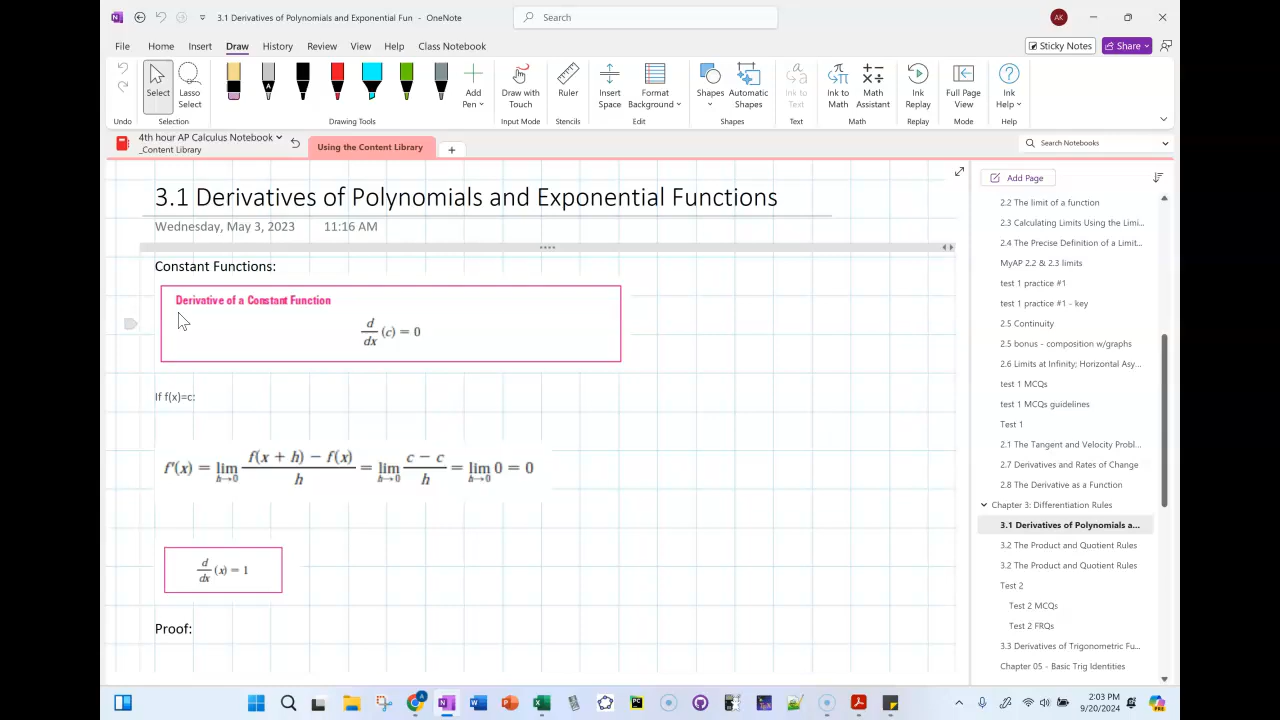 3.1 Derivatives of Polynomials and Exponential Fun - OneNote
Search
AK
File Home Insert Draw History Review View Help Class Notebook
Sticky Notes
Share
Select
Lasso Select
Add Pen
Draw with Touch
Ruler
Insert Space
Format Background
Shapes
Automatic Shapes
Ink to Text
Ink to Math
Math Assistant
Ink Replay
Full Page View
Ink Help
Undo Selection Drawing Tools Input Mode Stencils Edit Shapes Text Math Replay Mode Help
4th hour AP Calculus Notebook
_Content Library
Using the Content Library
Search Notebooks
3.1 Derivatives of Polynomials and Exponential Functions
Wednesday, May 3, 2023 11:16 AM
Constant Functions:
Derivative of a Constant Function
d/dx (c) = 0
If f(x)=c:
f'(x) = lim h→0 f(x + h) − f(x) / h = lim h→0 c − c / h = lim h→0 0 = 0
d/dx (x) = 1
Proof:
Add Page
2.2 The limit of a function
2.3 Calculating Limits Using the Limi...
2.4 The Precise Definition of a Limit...
MyAP 2.2 & 2.3 limits
test 1 practice #1
test 1 practice #1 - key
2.5 Continuity
2.5 bonus - composition w/graphs
2.6 Limits at Infinity; Horizontal Asy...
test 1 MCQs
test 1 MCQs guidelines
Test 1
2.1 The Tangent and Velocity Probl...
2.7 Derivatives and Rates of Change
2.8 The Derivative as a Function
Chapter 3: Differentiation Rules
3.1 Derivatives of Polynomials a...
3.2 The Product and Quotient Rules
3.2 The Product and Quotient Rules
Test 2
Test 2 MCQs
Test 2 FRQs
3.3 Derivatives of Trigonometric Fu...
Chapter 05 - Basic Trig Identities
2:03 PM
9/20/2024